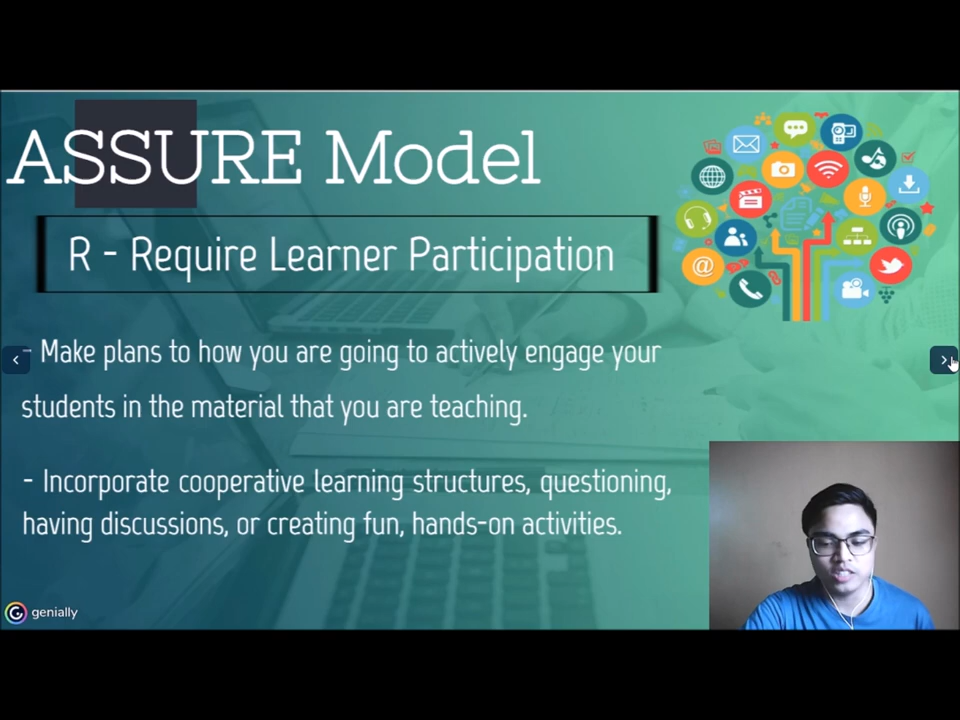 ASSURE Model
R - Require Learner Participation
- Make plans to how you are going to actively engage your
students in the material that you are teaching.
- Incorporate cooperative learning structures, questioning,
having discussions, or creating fun, hands-on activities.
genially